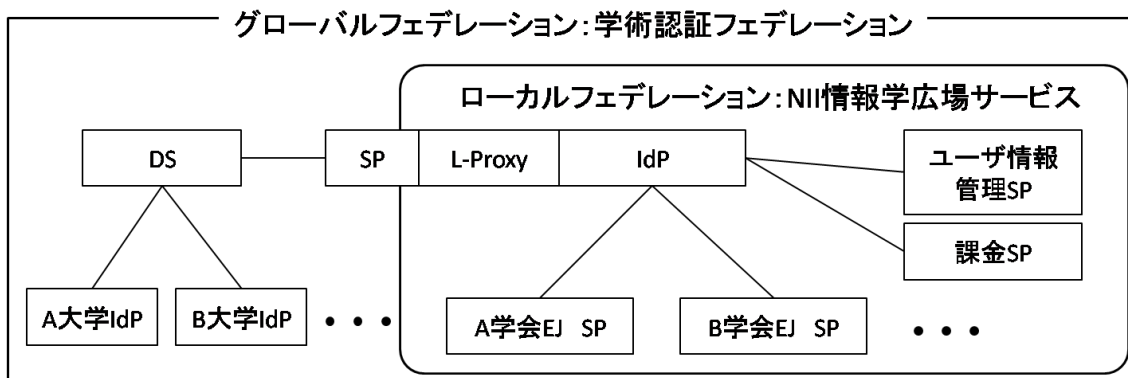 グローバルフェデレーション：学術認証フェデレーション
ローカルフェデレーション：NII情報学広場サービス
DS
SP
L-Proxy
IdP
ユーザ情報
管理SP
課金SP
A大学IdP
B大学IdP
・・・
A学会EJ　SP
B学会EJ　SP
・・・